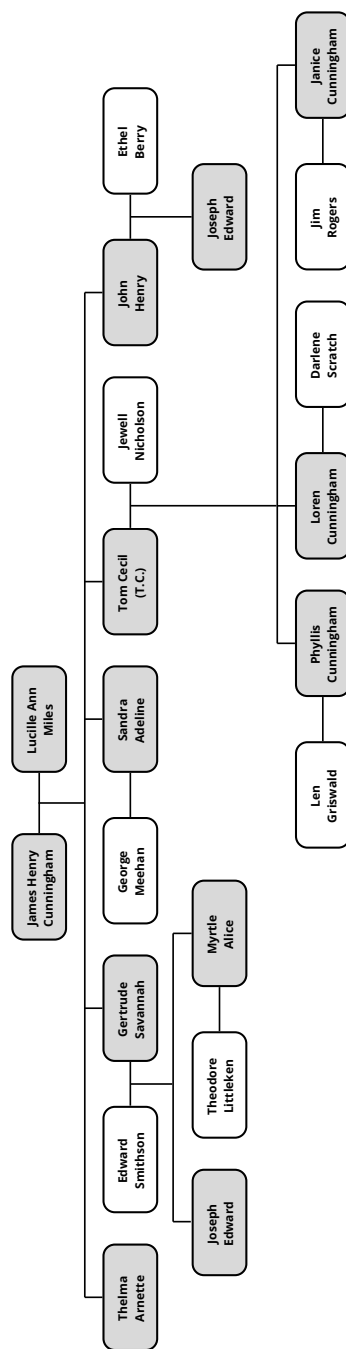 James Henry
Cunningham
Lucille Ann
Miles
Thelma
Arnette
Edward
Smithson
Gertrude
Savannah
George
Meehan
Sandra
Adeline
Tom Cecil
(T.C.)
Jewell
Nicholson
John
Henry
Ethel
Berry
Joseph
Edward
Theodore
Littleken
Myrtle
Alice
Joseph
Edward
Len
Griswald
Phyllis
Cunningham
Loren
Cunningham
Darlene
Scratch
Jim
Rogers
Janice
Cunningham